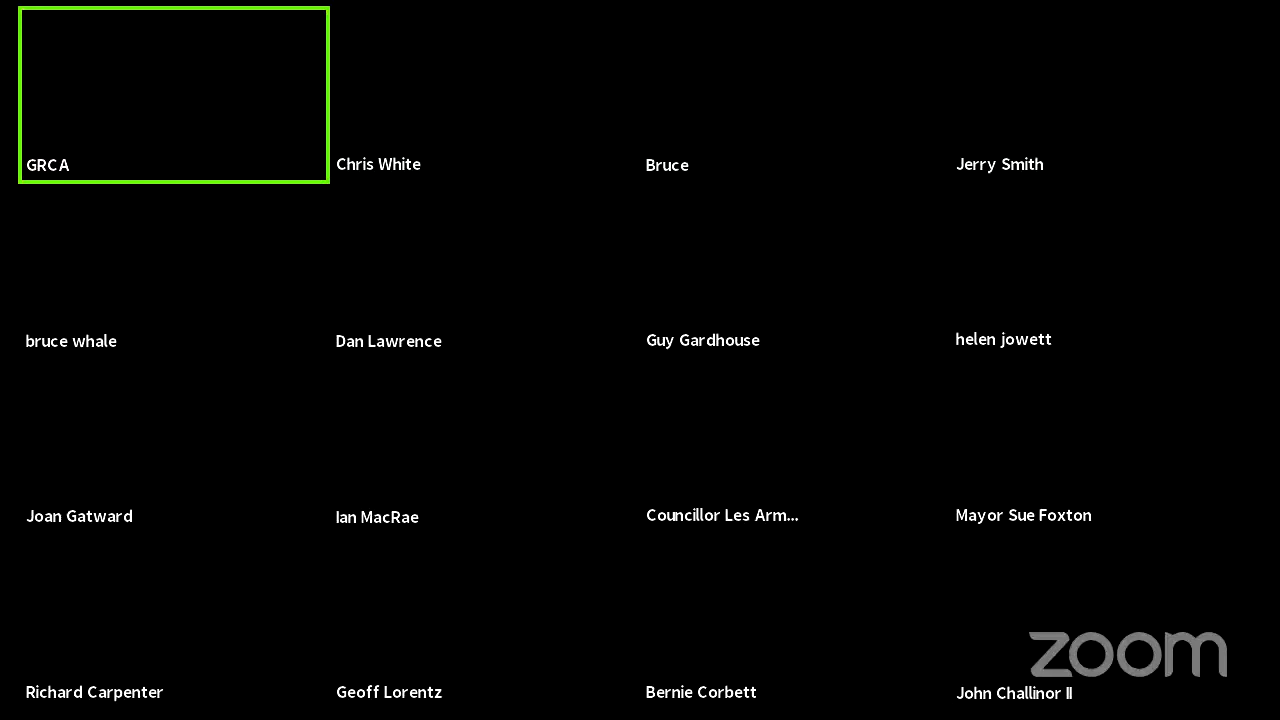 GRCA
Chris White
Bruce
Jerry Smith
bruce whale
Dan Lawrence
Guy Gardhouse
helen jowett
Joan Gatward
Ian MacRae
Councillor Les Arm...
Mayor Sue Foxton
Richard Carpenter
Geoff Lorentz
Bernie Corbett
John Challinor II
zoom